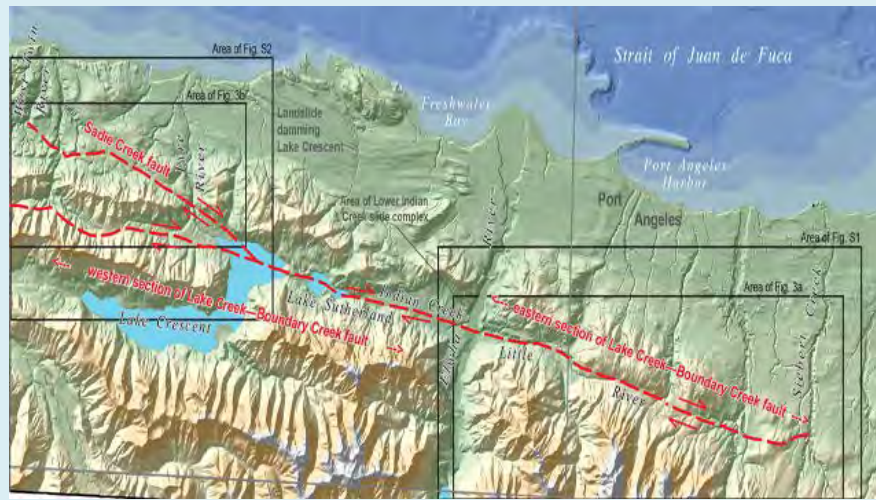 Area of Fig. S2
Strait of Juan de Fuca
River
Area of Fig. 3b
Freshwater
Bay
Landslide
damming
Lake Crescent
Sadie Creek fault
River
Port Angeles
Harbor
Area of Lower Indian
Creek slide complex
Port
Angeles
River
Area of Fig. S1
Area of Fig. 3a
western section of Lake Creek—Boundary Creek fault
Lake Sutherland
Indian Creek
Lake Crescent
eastern section of Lake Creek—Boundary Creek fault
Siebert Creek
Elwha
Little
River